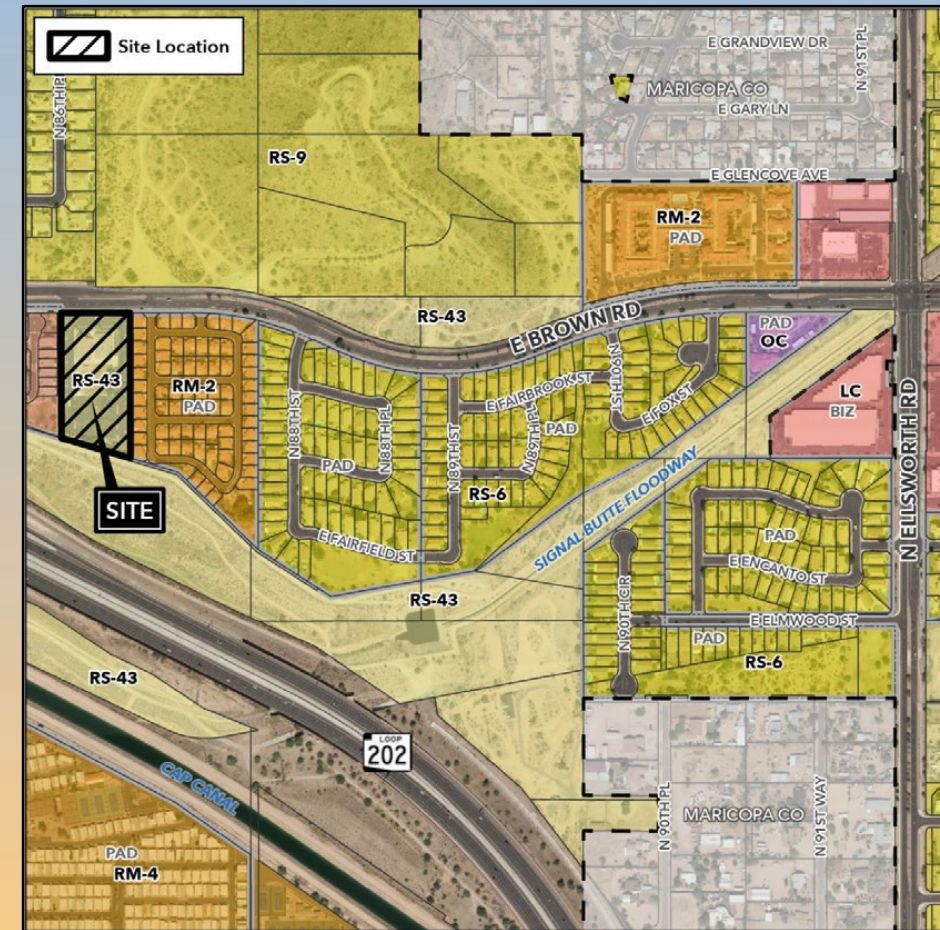 Site Location
E GRANDVIEW DR
N 91ST PL
MARICOPA CO
N 86TH PL
E GARY LN
RS-9
E GLENCOVE AVE
RM-2
PAD
RS-43
E BROWN RD
PAD
OC
RS-43
RM-2
PAD
LC
BIZ
N 88TH ST
N 88TH PL
PAD
N 89TH ST
E FAIRBROOK ST
N 89TH PL
PAD
N 90TH ST
E FOX ST
RS-6
N ELLSWORTH RD
SITE
SIGNAL BUTTE FLOODWAY
E FAIRFIELD ST
PAD
E ENCANTO ST
RS-43
N 90TH CIR
E ELMWOOD ST
PAD
RS-6
RS-43
LOOP
202
CAP CANAL
N 90TH PL
MARICOPA CO
N 91ST WAY
PAD
RM-4